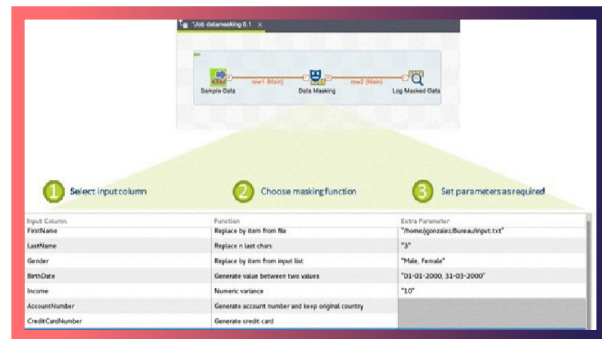 *Job datamasking 6.1
row1 (Main)
row2 (Main)
Sample Data
Data Masking
Log Masked Data
1 Select input column
2 Choose masking function
3 Set parameters as required
Input Column Function Extra Parameter
FirstName Replace by item from file "/home/jgonzalez/Bureau/input.txt"
LastName Replace n last chars "3"
Gender Replace by item from input list "Male, Female"
BirthDate Generate value between two values "01-01-2000, 31-03-2000"
Income Numeric variance "10"
AccountNumber Generate account number and keep original country
CreditCardNumber Generate credit card